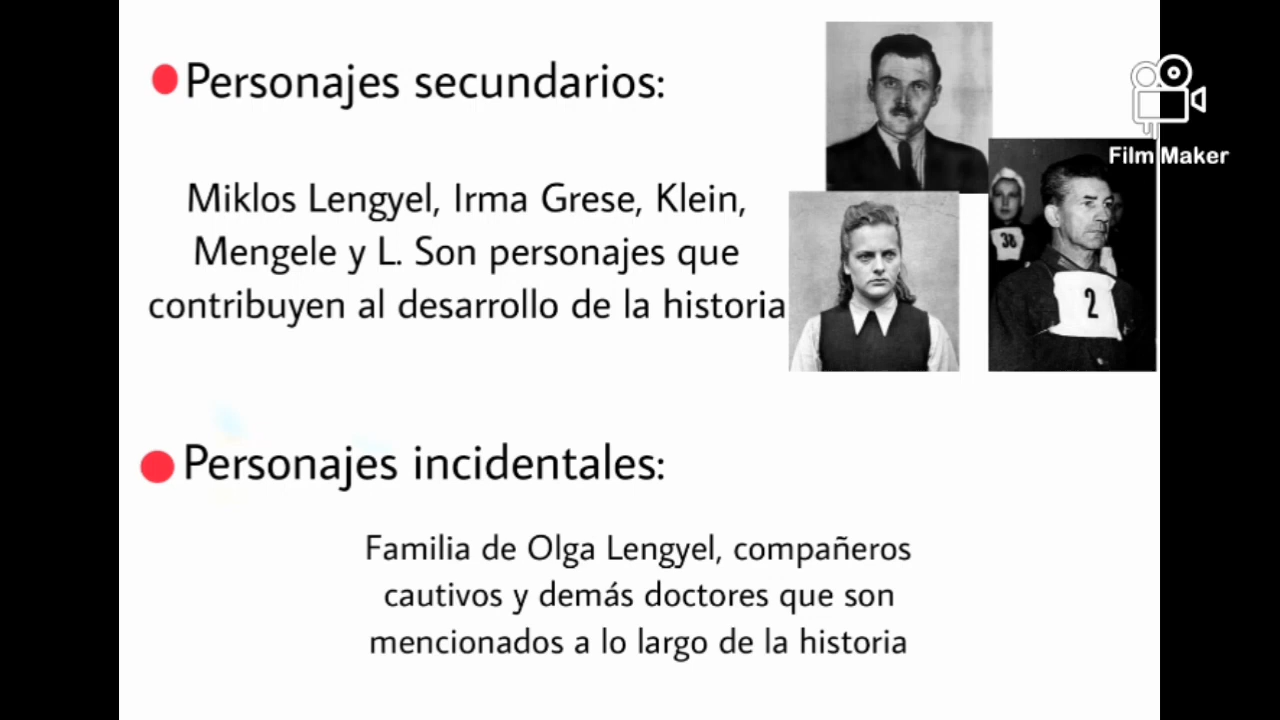 Personajes secundarios:
Miklos Lengyel, Irma Grese, Klein,
Mengele y L. Son personajes que
contribuyen al desarrollo de la historia
Film Maker
38
2
Personajes incidentales:
Familia de Olga Lengyel, compañeros
cautivos y demás doctores que son
mencionados a lo largo de la historia